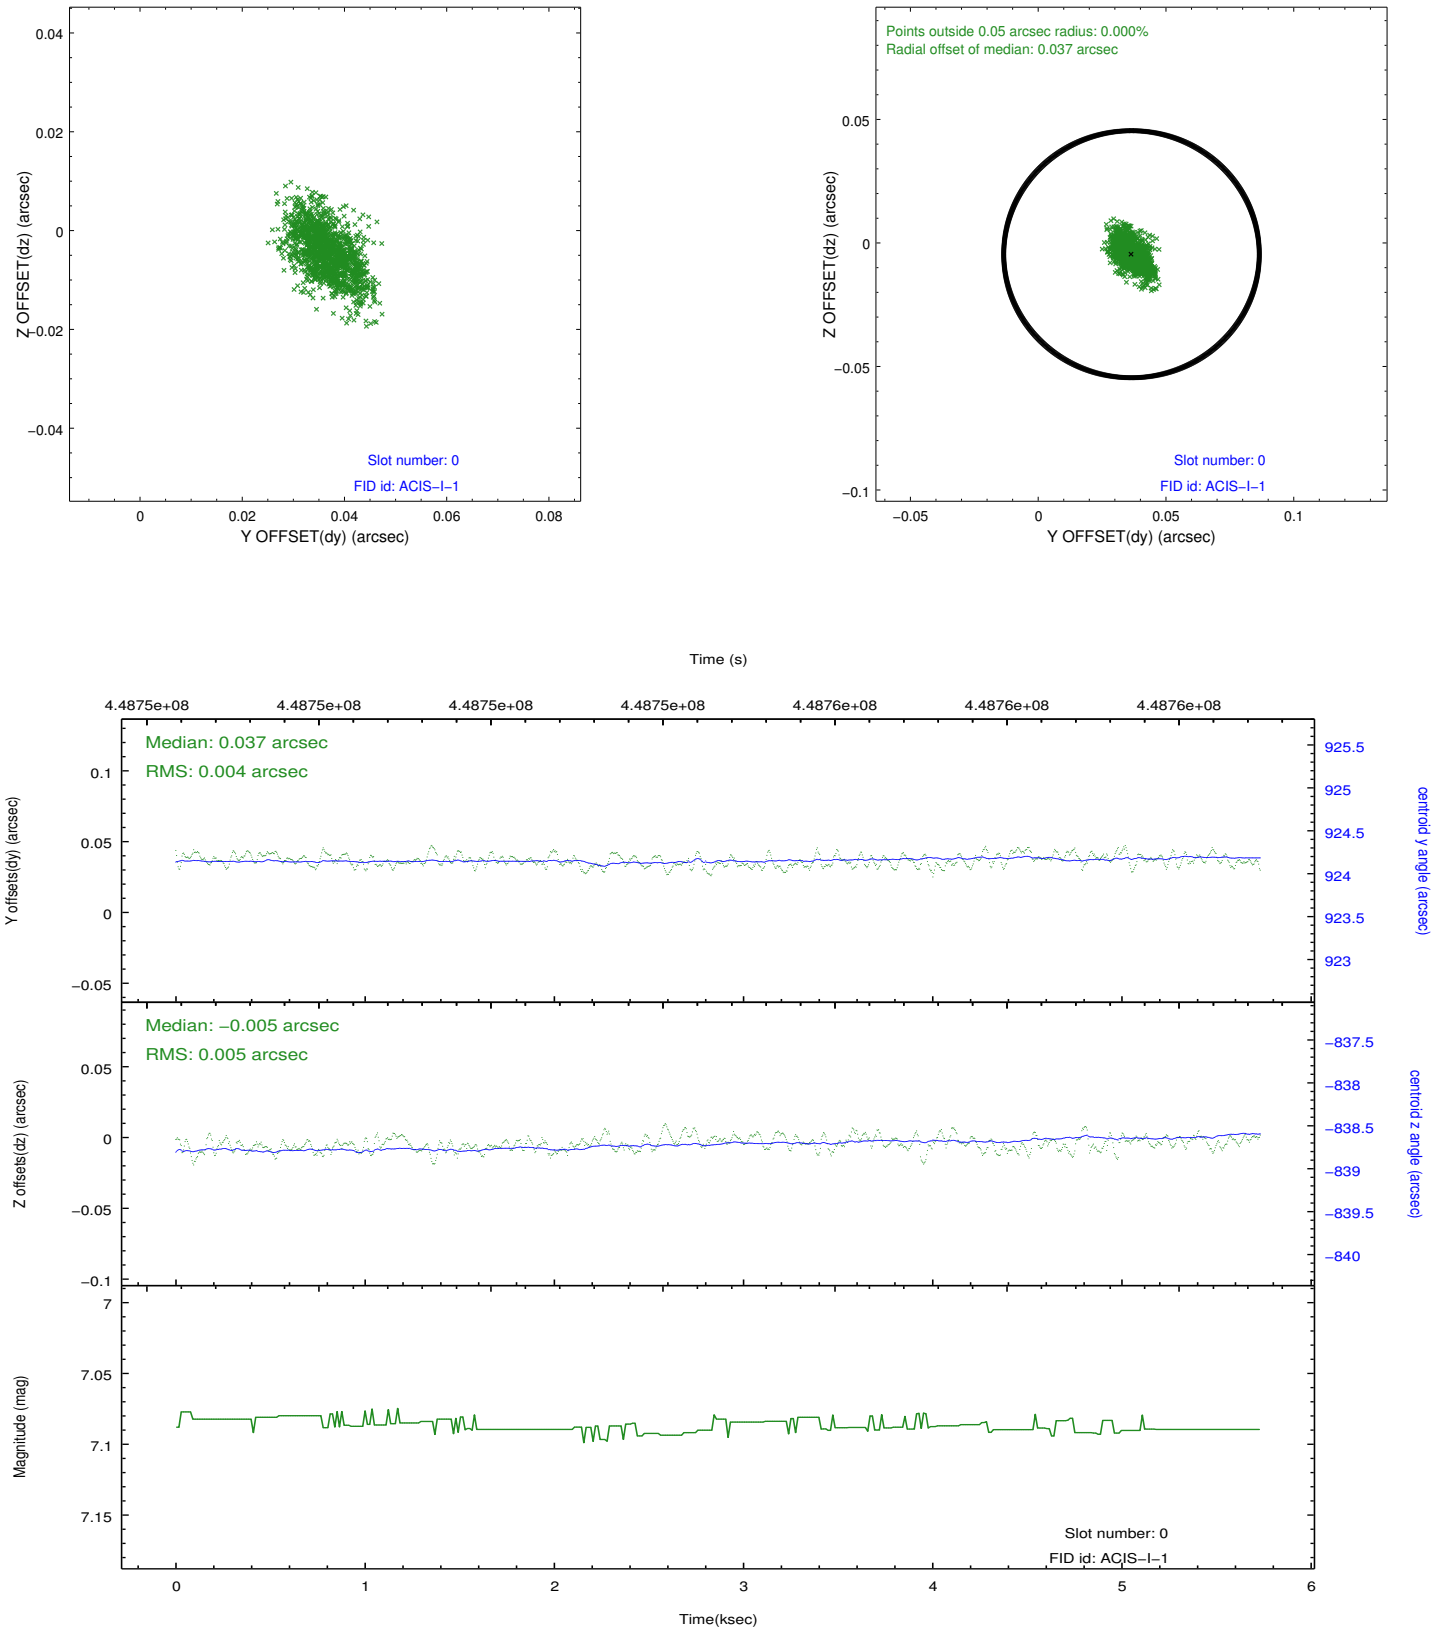 0.04
0.02
0
−0.02
−0.04
Z OFFSET(dz) (arcsec)
Slot number: 0
FID id: ACIS−I−1
0 0.02 0.04 0.06 0.08
Y OFFSET(dy) (arcsec)
Points outside 0.05 arcsec radius: 0.000%
Radial offset of median: 0.037 arcsec
0.05
0
−0.05
−0.1
Z OFFSET(dz) (arcsec)
Slot number: 0
FID id: ACIS−I−1
−0.05 0 0.05 0.1
Y OFFSET(dy) (arcsec)
Time (s)
4.4875e+08 4.4875e+08 4.4875e+08 4.4875e+08 4.4876e+08 4.4876e+08 4.4876e+08
Median: 0.037 arcsec
RMS: 0.004 arcsec
0.1
0.05
0
−0.05
Y offsets(dy) (arcsec)
925.5
925
924.5
924
923.5
923
centroid y angle (arcsec)
Median: −0.005 arcsec
RMS: 0.005 arcsec
0.05
0
−0.05
−0.1
Z offsets(dz) (arcsec)
−837.5
−838
−838.5
−839
−839.5
−840
centroid z angle (arcsec)
7
7.05
7.1
7.15
Magnitude (mag)
Slot number: 0
FID id: ACIS−I−1
0 1 2 3 4 5 6
Time(ksec)